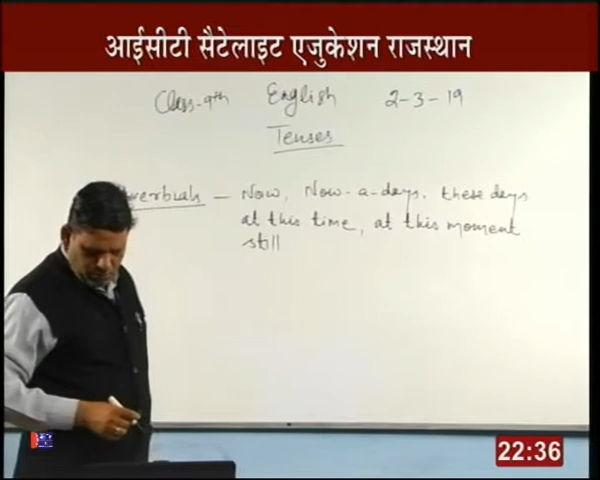 आईसीटी सैटेलाइट एजुकेशन राजस्थान
Class-9th English 2-3-19
Tenses
verbials - Now, Now-a-days, these days
at this time, at this moment
still
22:36